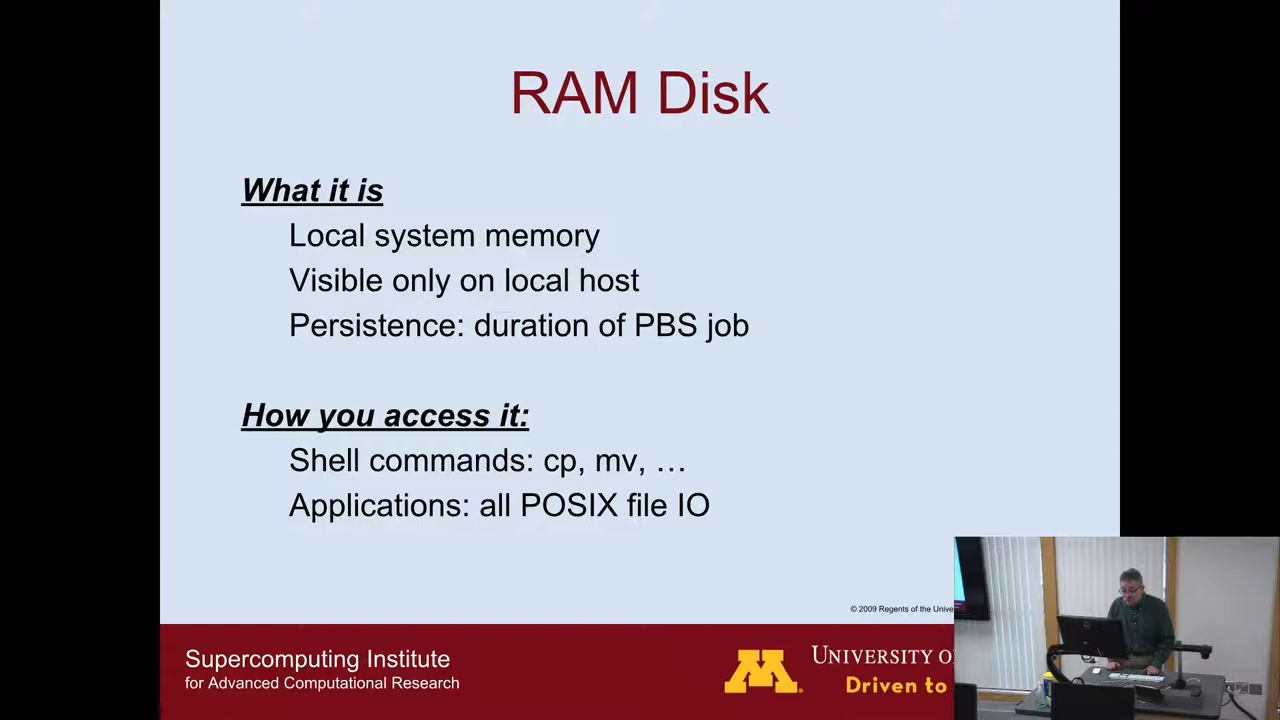 RAM Disk
What it is
Local system memory
Visible only on local host
Persistence: duration of PBS job
How you access it:
Shell commands: cp, mv, …
Applications: all POSIX file IO
© 2009 Regents of the Unive
Supercomputing Institute
for Advanced Computational Research
UNIVERSITY OF
Driven to